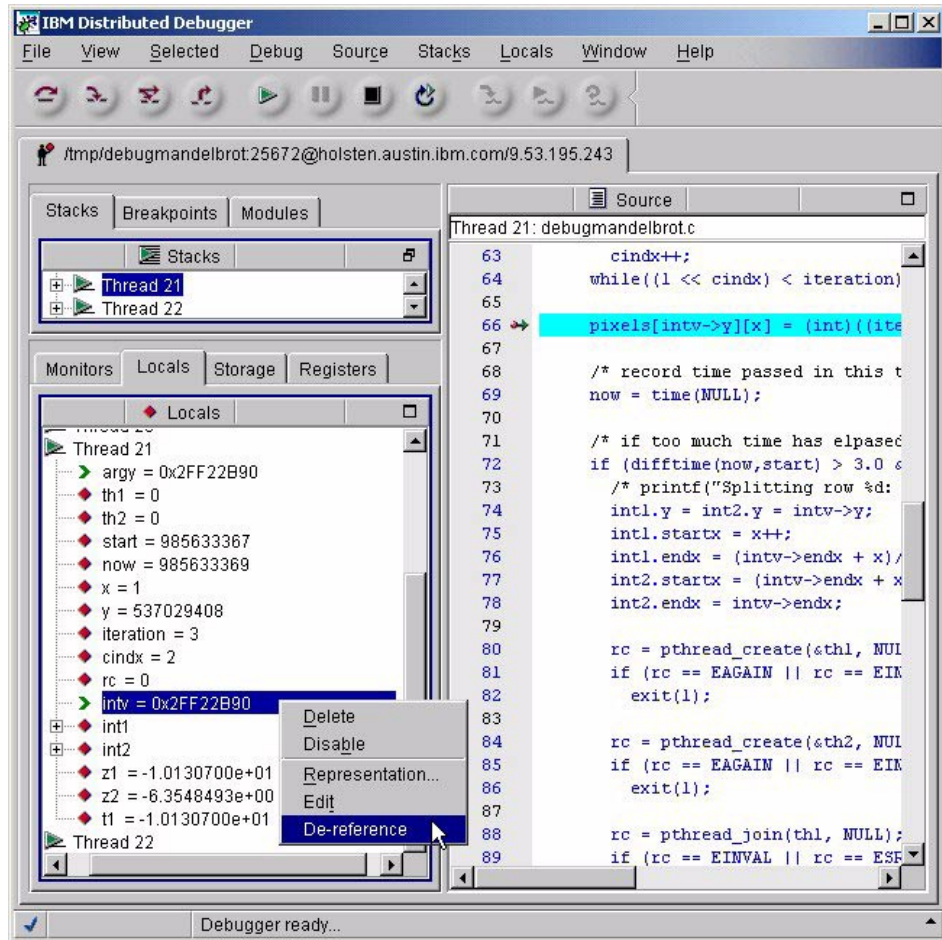 IBM Distributed Debugger
File View Selected Debug Source Stacks Locals Window Help
/tmp/debugmandelbrot:25672@holsten.austin.ibm.com/9.53.195.243
Stacks Breakpoints Modules
Stacks
Thread 21
Thread 22
Monitors Locals Storage Registers
Locals
Thread 21
argy = 0x2FF22B90
th1 = 0
th2 = 0
start = 985633367
now = 985633369
x = 1
y = 537029408
iteration = 3
cindx = 2
rc = 0
intv = 0x2FF22B90
int1
int2
z1 = -1.0130700e+01
z2 = -6.3548493e+00
t1 = -1.0130700e+01
Thread 22
Delete
Disable
Representation...
Edit
De-reference
Source
Thread 21: debugmandelbrot.c
63 cindx++;
64 while((1 << cindx) < iteration)
65
66 pixels[intv->y][x] = (int)((ite
67
68 /* record time passed in this t
69 now = time(NULL);
70
71 /* if too much time has elpased
72 if (difftime(now,start) > 3.0 &
73 /* printf("Splitting row %d:
74 int1.y = int2.y = intv->y;
75 int1.startx = x++;
76 int1.endx = (intv->endx + x)/
77 int2.startx = (intv->endx + x
78 int2.endx = intv->endx;
79
80 rc = pthread_create(&th1, NUL
81 if (rc == EAGAIN || rc == EIN
82 exit(1);
83
84 rc = pthread_create(&th2, NUL
85 if (rc == EAGAIN || rc == EIN
86 exit(1);
87
88 rc = pthread_join(th1, NULL);
89 if (rc == EINVAL || rc == ESR
Debugger ready...